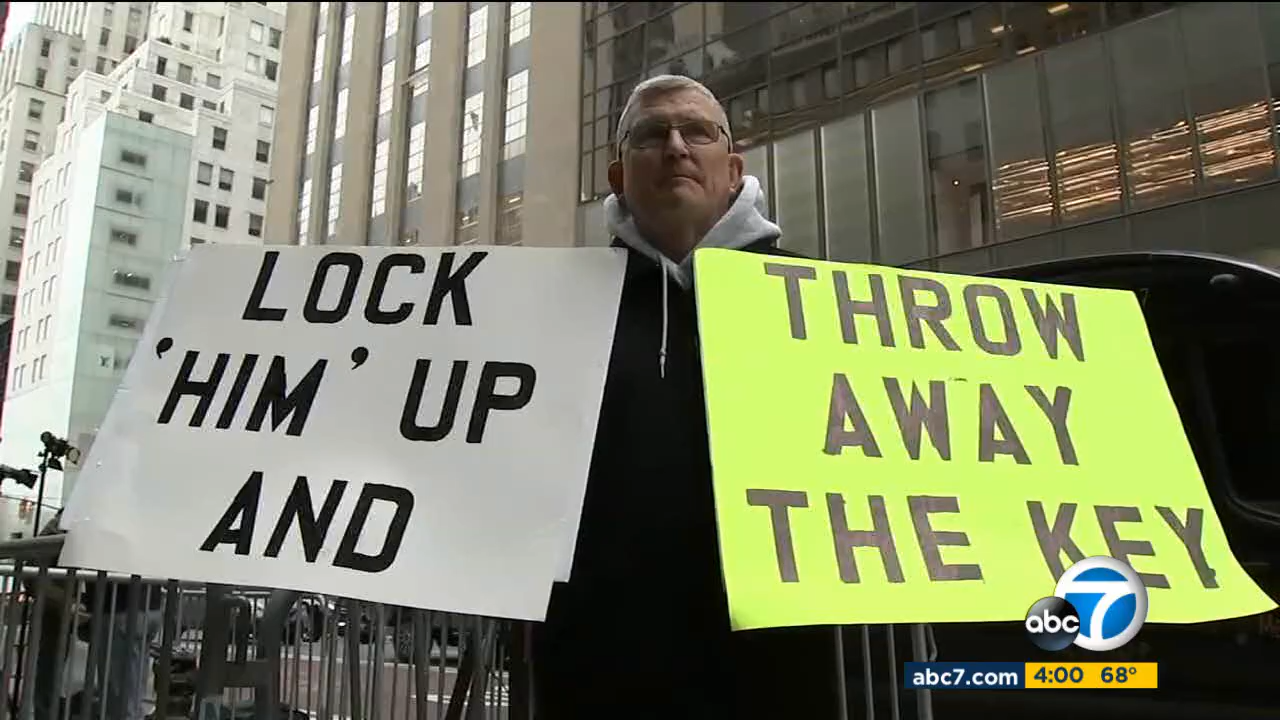 LOCK
'HIM' UP
AND
THROW
AWAY
THE KEY
abc 7
abc7.com 4:00 68°